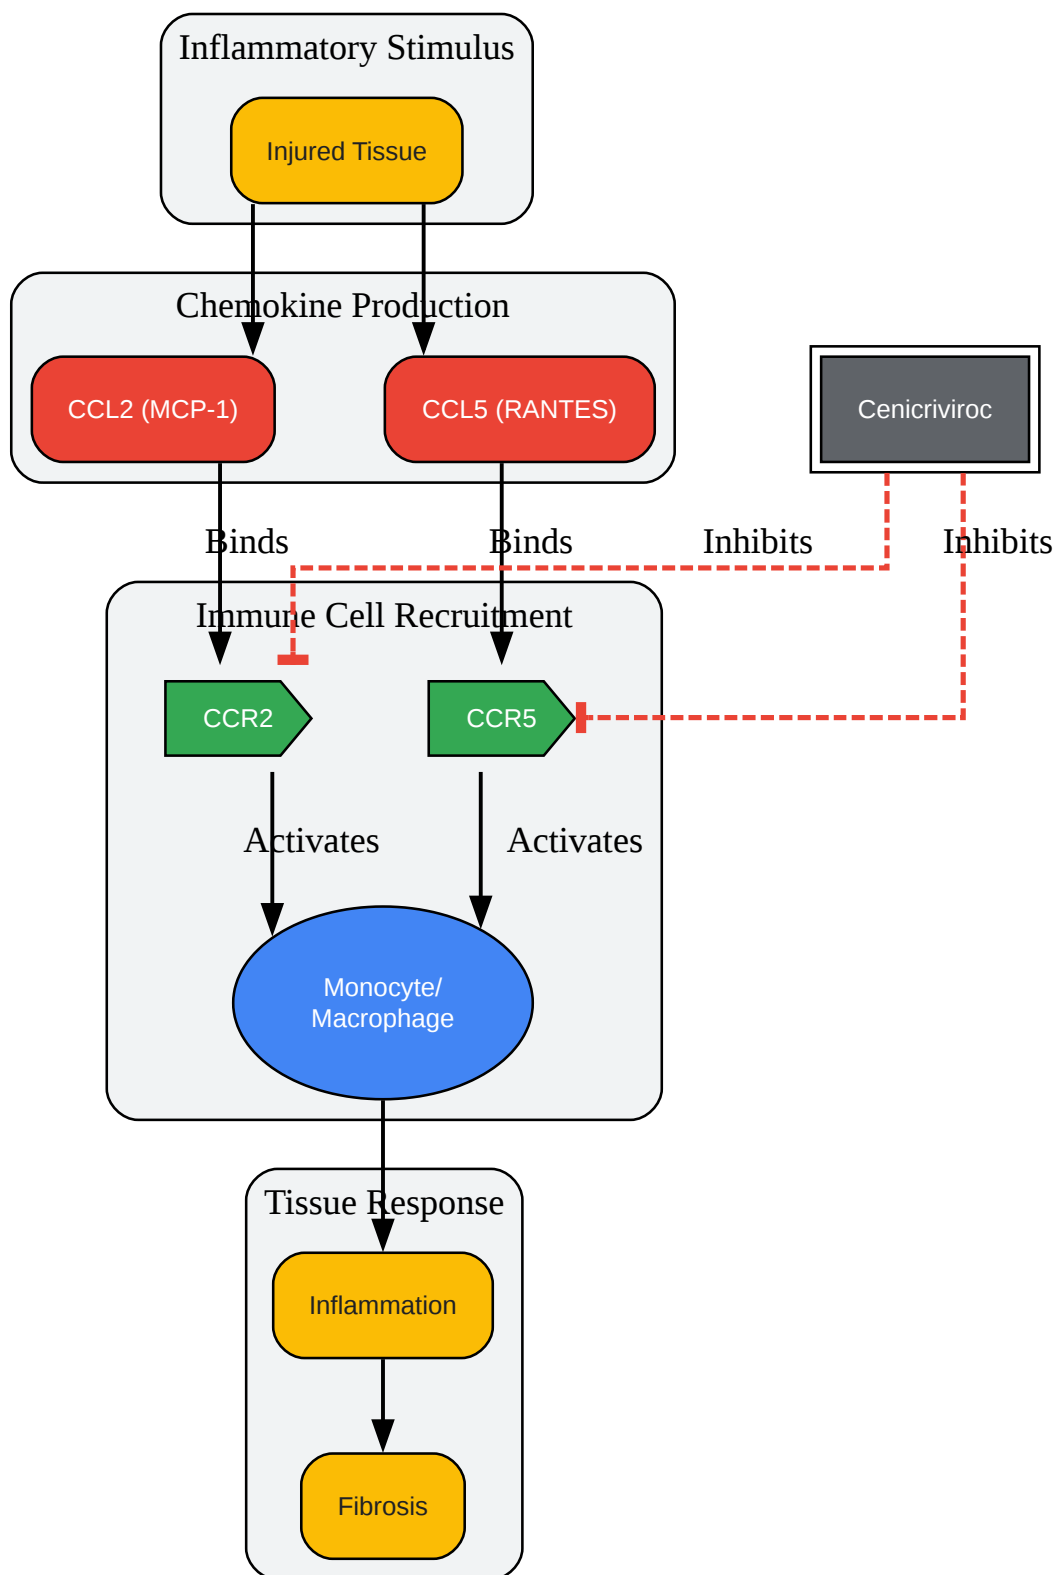 Inflammatory Stimulus
Injured Tissue
Chemokine Production
CCL2 (MCP-1)
CCL5 (RANTES)
Cenicriviroc
Binds
Binds
Inhibits
Inhibits
Immune Cell Recruitment
CCR2
CCR5
Activates
Activates
Monocyte/
Macrophage
Tissue Response
Inflammation
Fibrosis